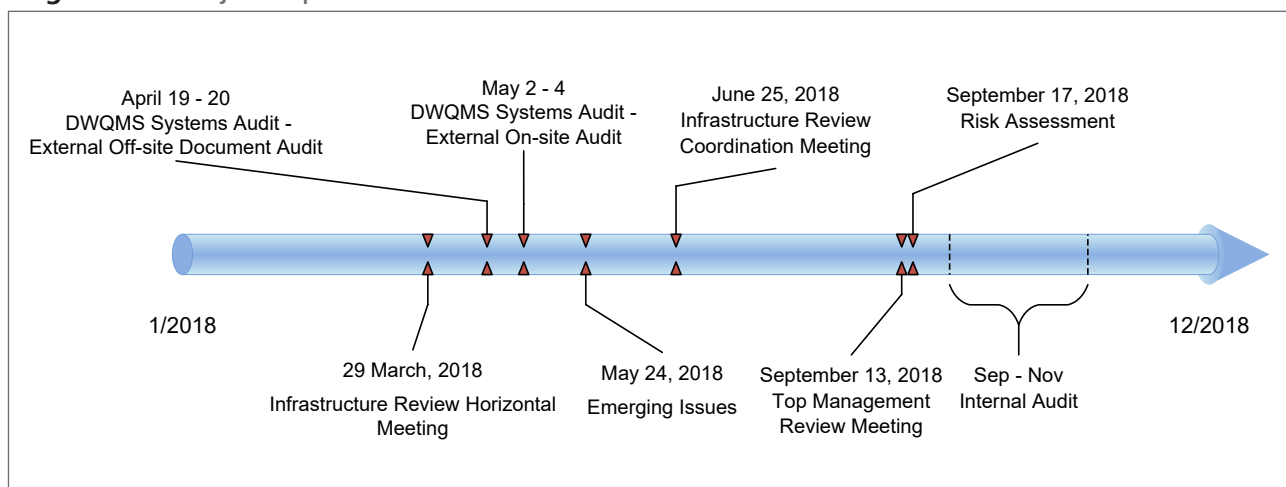 April 19 - 20
DWQMS Systems Audit -
External Off-site Document Audit
May 2 - 4
DWQMS Systems Audit -
External On-site Audit
June 25, 2018
Infrastructure Review
Coordination Meeting
September 17, 2018
Risk Assessment
1/2018
12/2018
29 March, 2018
Infrastructure Review Horizontal
Meeting
May 24, 2018
Emerging Issues
September 13, 2018
Top Management
Review Meeting
Sep - Nov
Internal Audit